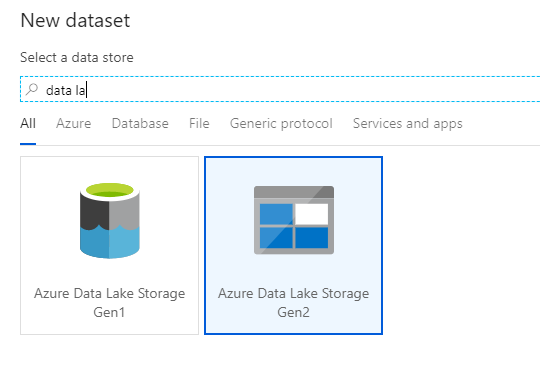 New dataset
Select a data store
data la
All Azure Database File Generic protocol Services and apps
Azure Data Lake Storage
Gen1
Azure Data Lake Storage
Gen2